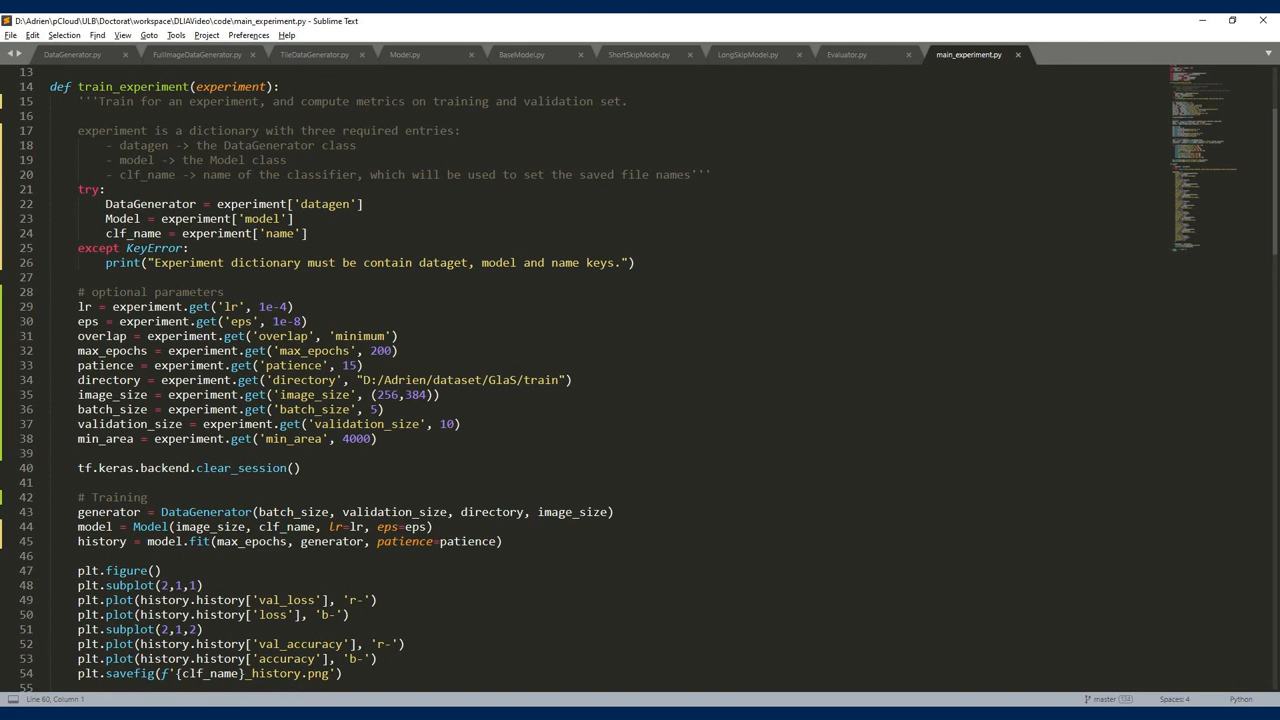 D:\Adrien\pCloud\ULB\Doctorat\workspace\DLIAVideo\code\main_experiment.py - Sublime Text
File Edit Selection Find View Goto Tools Project Preferences Help
DataGenerator.py FullImageDataGenerator.py TileDataGenerator.py Model.py BaseModel.py ShortSkipModel.py LongSkipModel.py Evaluator.py main_experiment.py
13
14 def train_experiment(experiment):
15 '''Train for an experiment, and compute metrics on training and validation set.
16
17 experiment is a dictionary with three required entries:
18 - datagen -> the DataGenerator class
19 - model -> the Model class
20 - clf_name -> name of the classifier, which will be used to set the saved file names'''
21 try:
22 DataGenerator = experiment['datagen']
23 Model = experiment['model']
24 clf_name = experiment['name']
25 except KeyError:
26 print("Experiment dictionary must be contain dataget, model and name keys.")
27
28 # optional parameters
29 lr = experiment.get('lr', 1e-4)
30 eps = experiment.get('eps', 1e-8)
31 overlap = experiment.get('overlap', 'minimum')
32 max_epochs = experiment.get('max_epochs', 200)
33 patience = experiment.get('patience', 15)
34 directory = experiment.get('directory', "D:/Adrien/dataset/GlaS/train")
35 image_size = experiment.get('image_size', (256,384))
36 batch_size = experiment.get('batch_size', 5)
37 validation_size = experiment.get('validation_size', 10)
38 min_area = experiment.get('min_area', 4000)
39
40 tf.keras.backend.clear_session()
41
42 # Training
43 generator = DataGenerator(batch_size, validation_size, directory, image_size)
44 model = Model(image_size, clf_name, lr=lr, eps=eps)
45 history = model.fit(max_epochs, generator, patience=patience)
46
47 plt.figure()
48 plt.subplot(2,1,1)
49 plt.plot(history.history['val_loss'], 'r-')
50 plt.plot(history.history['loss'], 'b-')
51 plt.subplot(2,1,2)
52 plt.plot(history.history['val_accuracy'], 'r-')
53 plt.plot(history.history['accuracy'], 'b-')
54 plt.savefig(f'{clf_name}_history.png')
55
Line 60, Column 1 master Spaces: 4 Python